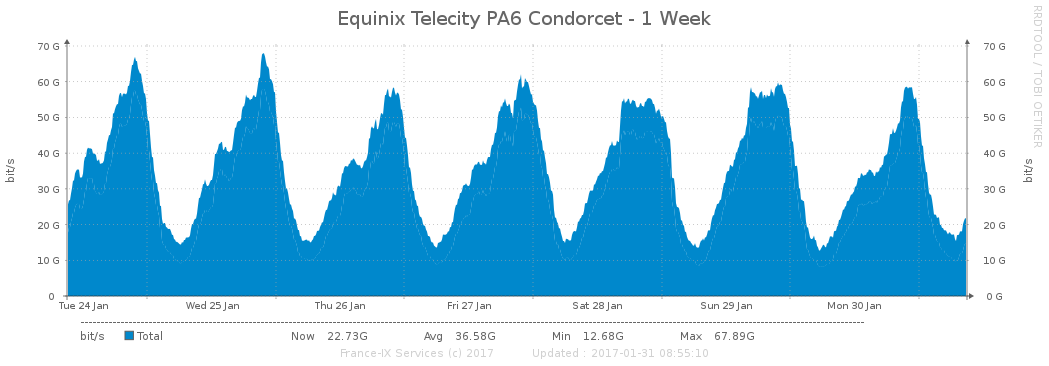 Equinix Telecity PA6 Condorcet - 1 Week
RRDTOOL / TOBI OETIKER
70 G 70 G
60 G 60 G
50 G 50 G
40 G 40 G
30 G 30 G
20 G 20 G
10 G 10 G
0 0 G
bit/s
bit/s
Tue 24 Jan Wed 25 Jan Thu 26 Jan Fri 27 Jan Sat 28 Jan Sun 29 Jan Mon 30 Jan
bit/s Total Now 22.73G Avg 36.58G Min 12.68G Max 67.89G
France-IX Services (c) 2017 Updated : 2017-01-31 08:55:10